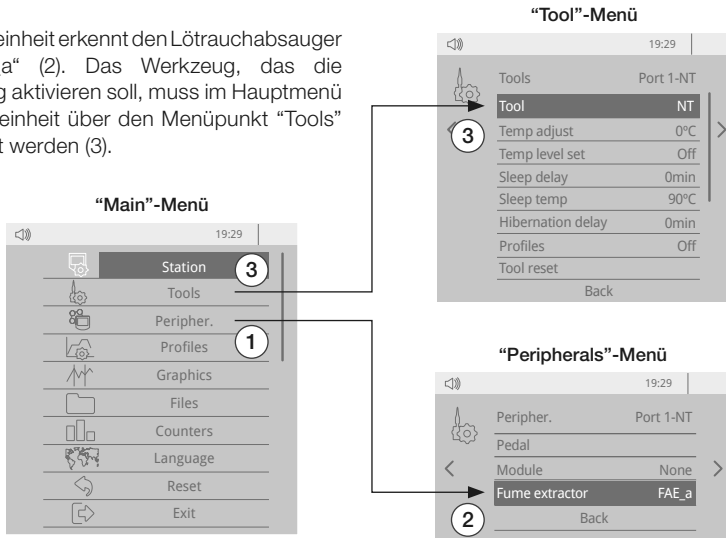 einheit erkennt den Lötrauchabsauger
a“ (2). Das Werkzeug, das die
g aktivieren soll, muss im Hauptmenü
einheit über den Menüpunkt “Tools”
t werden (3).
“Main”-Menü
19:29
Station
3
Tools
Peripher.
1
Profiles
Graphics
Files
Counters
Language
Reset
Exit
“Tool”-Menü
19:29
Tools Port 1-NT
Tool NT
3
Temp adjust 0ºC
Temp level set Off
Sleep delay 0min
Sleep temp 90ºC
Hibernation delay 0min
Profiles Off
Tool reset
Back
“Peripherals”-Menü
19:29
Peripher. Port 1-NT
Pedal
Module None
Fume extractor FAE_a
2
Back